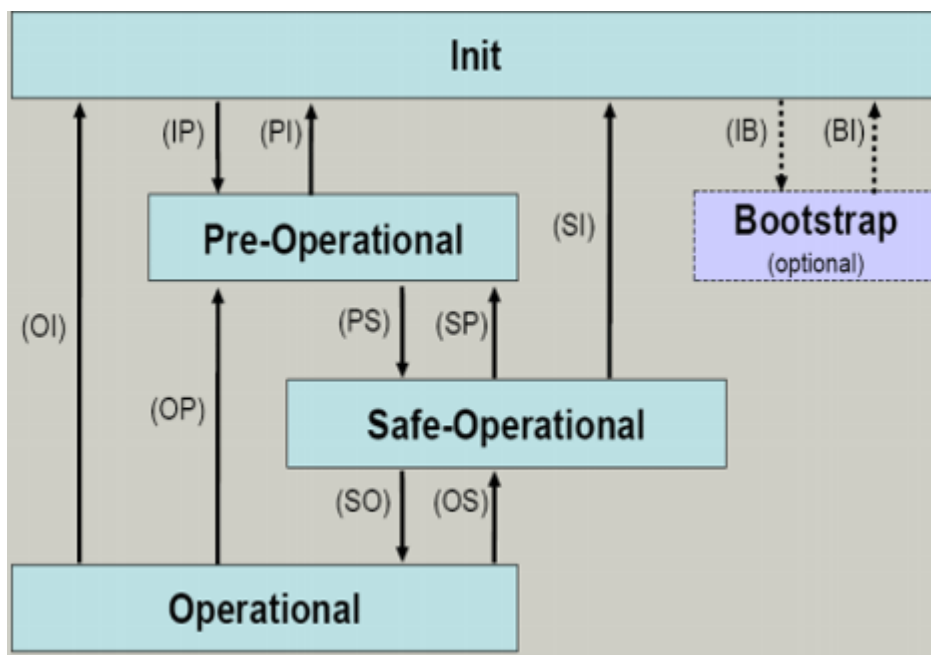 Init
(IP)
(PI)
(IB)
(BI)
Pre-Operational
(SI)
Bootstrap
(optional)
(OI)
(PS)
(SP)
(OP)
Safe-Operational
(SO)
(OS)
Operational